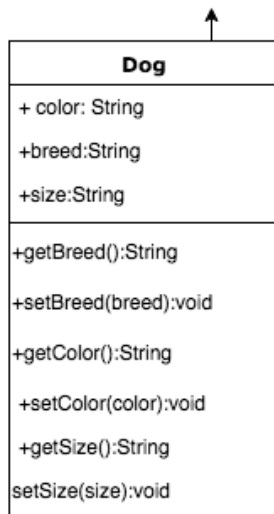 Dog
+ color: String
+breed:String
+size:String
+getBreed():String
+setBreed(breed):void
+getColor():String
+setColor(color):void
+getSize():String
setSize(size):void